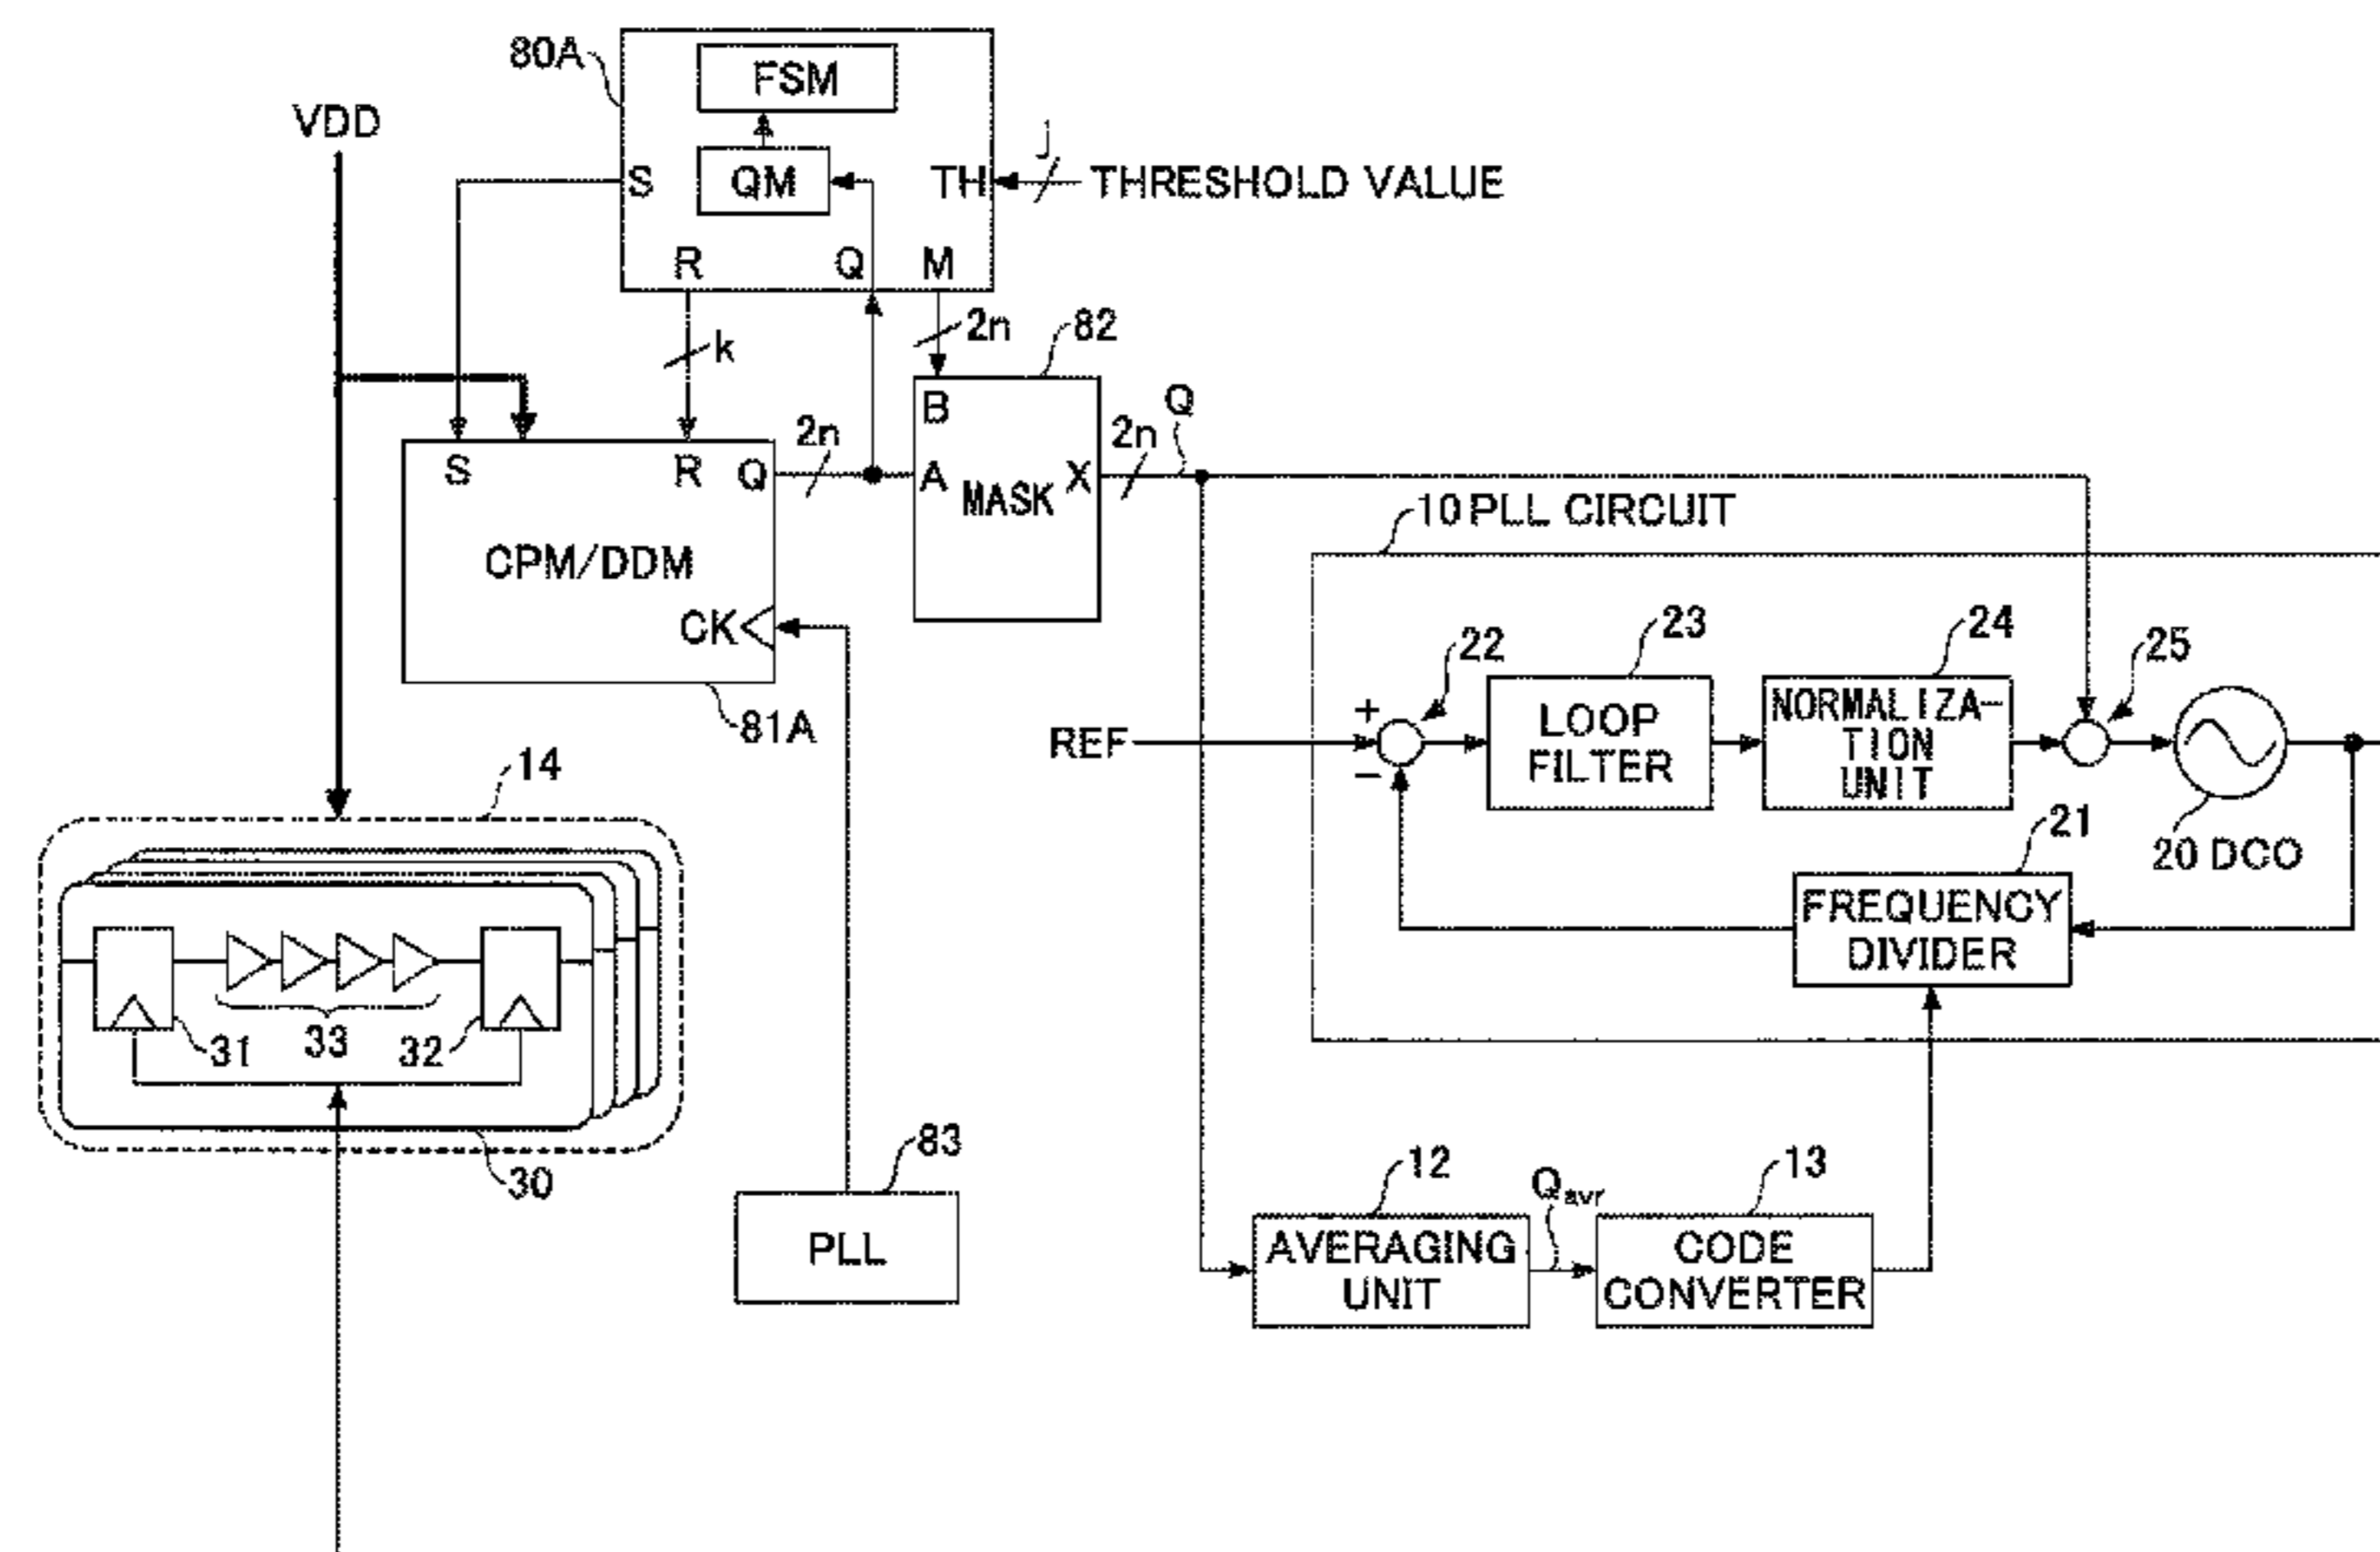 80A
FSM
VDD
S
QM
TH
j
THRESHOLD VALUE
R
Q
M
k
2n
82
B
S
R
Q
2n
A
MASK
X
2n
Q
CPM/DDM
CK
81A
10 PLL CIRCUIT
22
23
24
25
REF
+
−
LOOP
FILTER
NORMALIZA-
TION
UNIT
20 DCO
21
FREQUENCY
DIVIDER
14
31
33
32
30
83
PLL
12
AVERAGING
UNIT
Qavr
13
CODE
CONVERTER